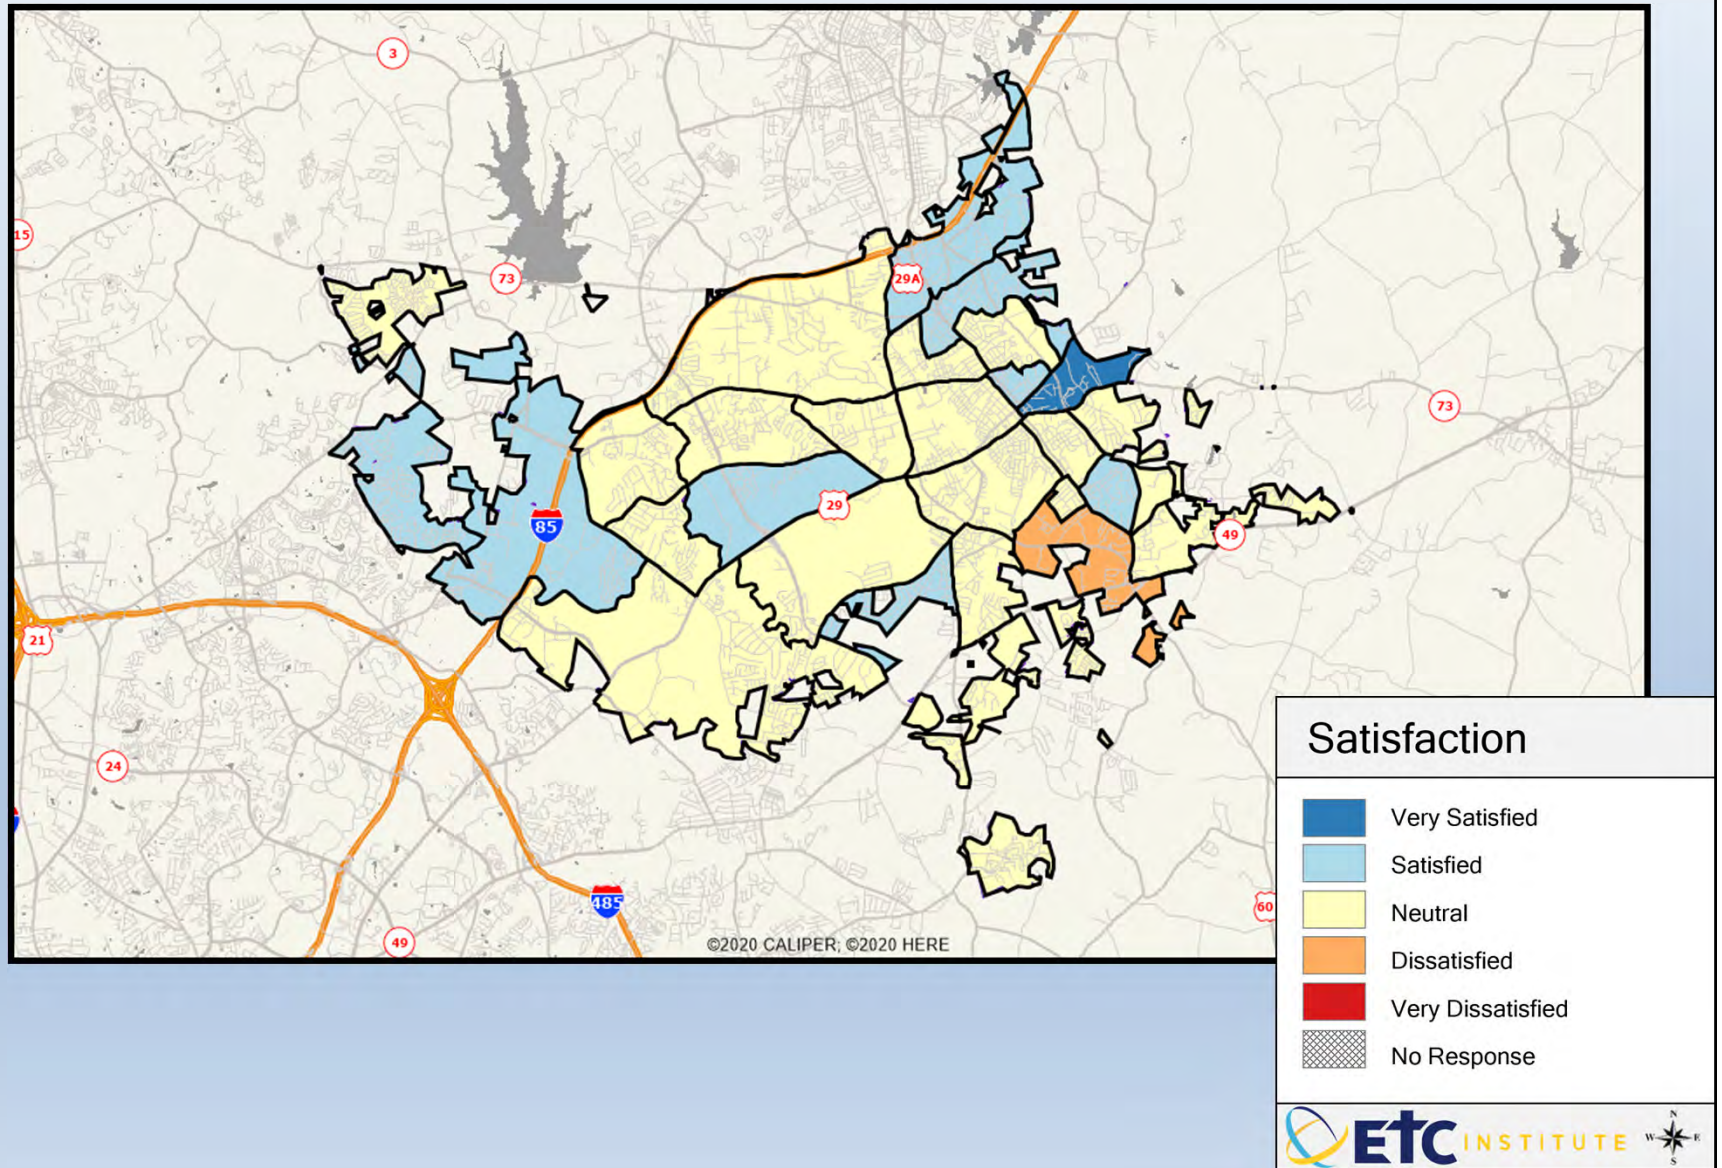 3
15
73
29A
73
29
85
49
21
24
485
60
49
©2020 CALIPER; ©2020 HERE
Satisfaction
Very Satisfied
Satisfied
Neutral
Dissatisfied
Very Dissatisfied
No Response
ETC INSTITUTE
N
W E
S